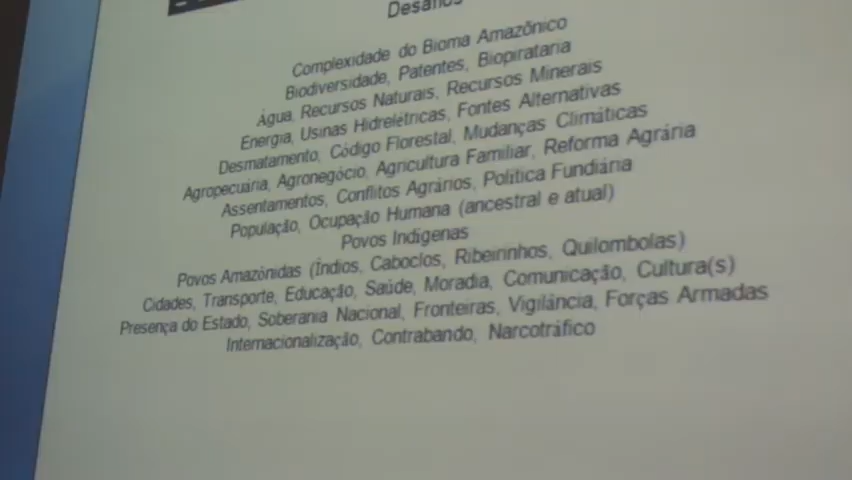 Desafios
Complexidade do Bioma Amazônico
Biodiversidade, Patentes, Biopirataria
Água, Recursos Naturais, Recursos Minerais
Energia, Usinas Hidrelétricas, Fontes Alternativas
Desmatamento, Código Florestal, Mudanças Climáticas
Agropecuária, Agronegócio, Agricultura Familiar, Reforma Agrária
Assentamentos, Conflitos Agrários, Política Fundiária
População, Ocupação Humana (ancestral e atual)
Povos Indígenas
Povos Amazônidas (Índios, Caboclos, Ribeirinhos, Quilombolas)
Cidades, Transporte, Educação, Saúde, Moradia, Comunicação, Cultura(s)
Presença do Estado, Soberania Nacional, Fronteiras, Vigilância, Forças Armadas
Internacionalização, Contrabando, Narcotráfico